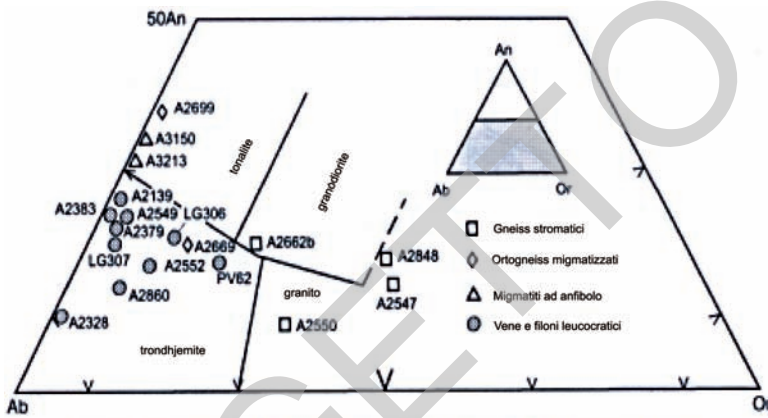 50An
An
A2699
A3150
tonalite
A3213
granodiorite
Ab Or
A2139
A2383 A2549 LG306
Gneiss stromatici
A2379
A2669 A2662b
LG307 A2848 Ortogneiss migmatizzati
A2552 PV62
A2860 granito A2547 Migmatiti ad anfibolo
A2328 A2550 Vene e filoni leucocratici
trondhjemite
Ab Or